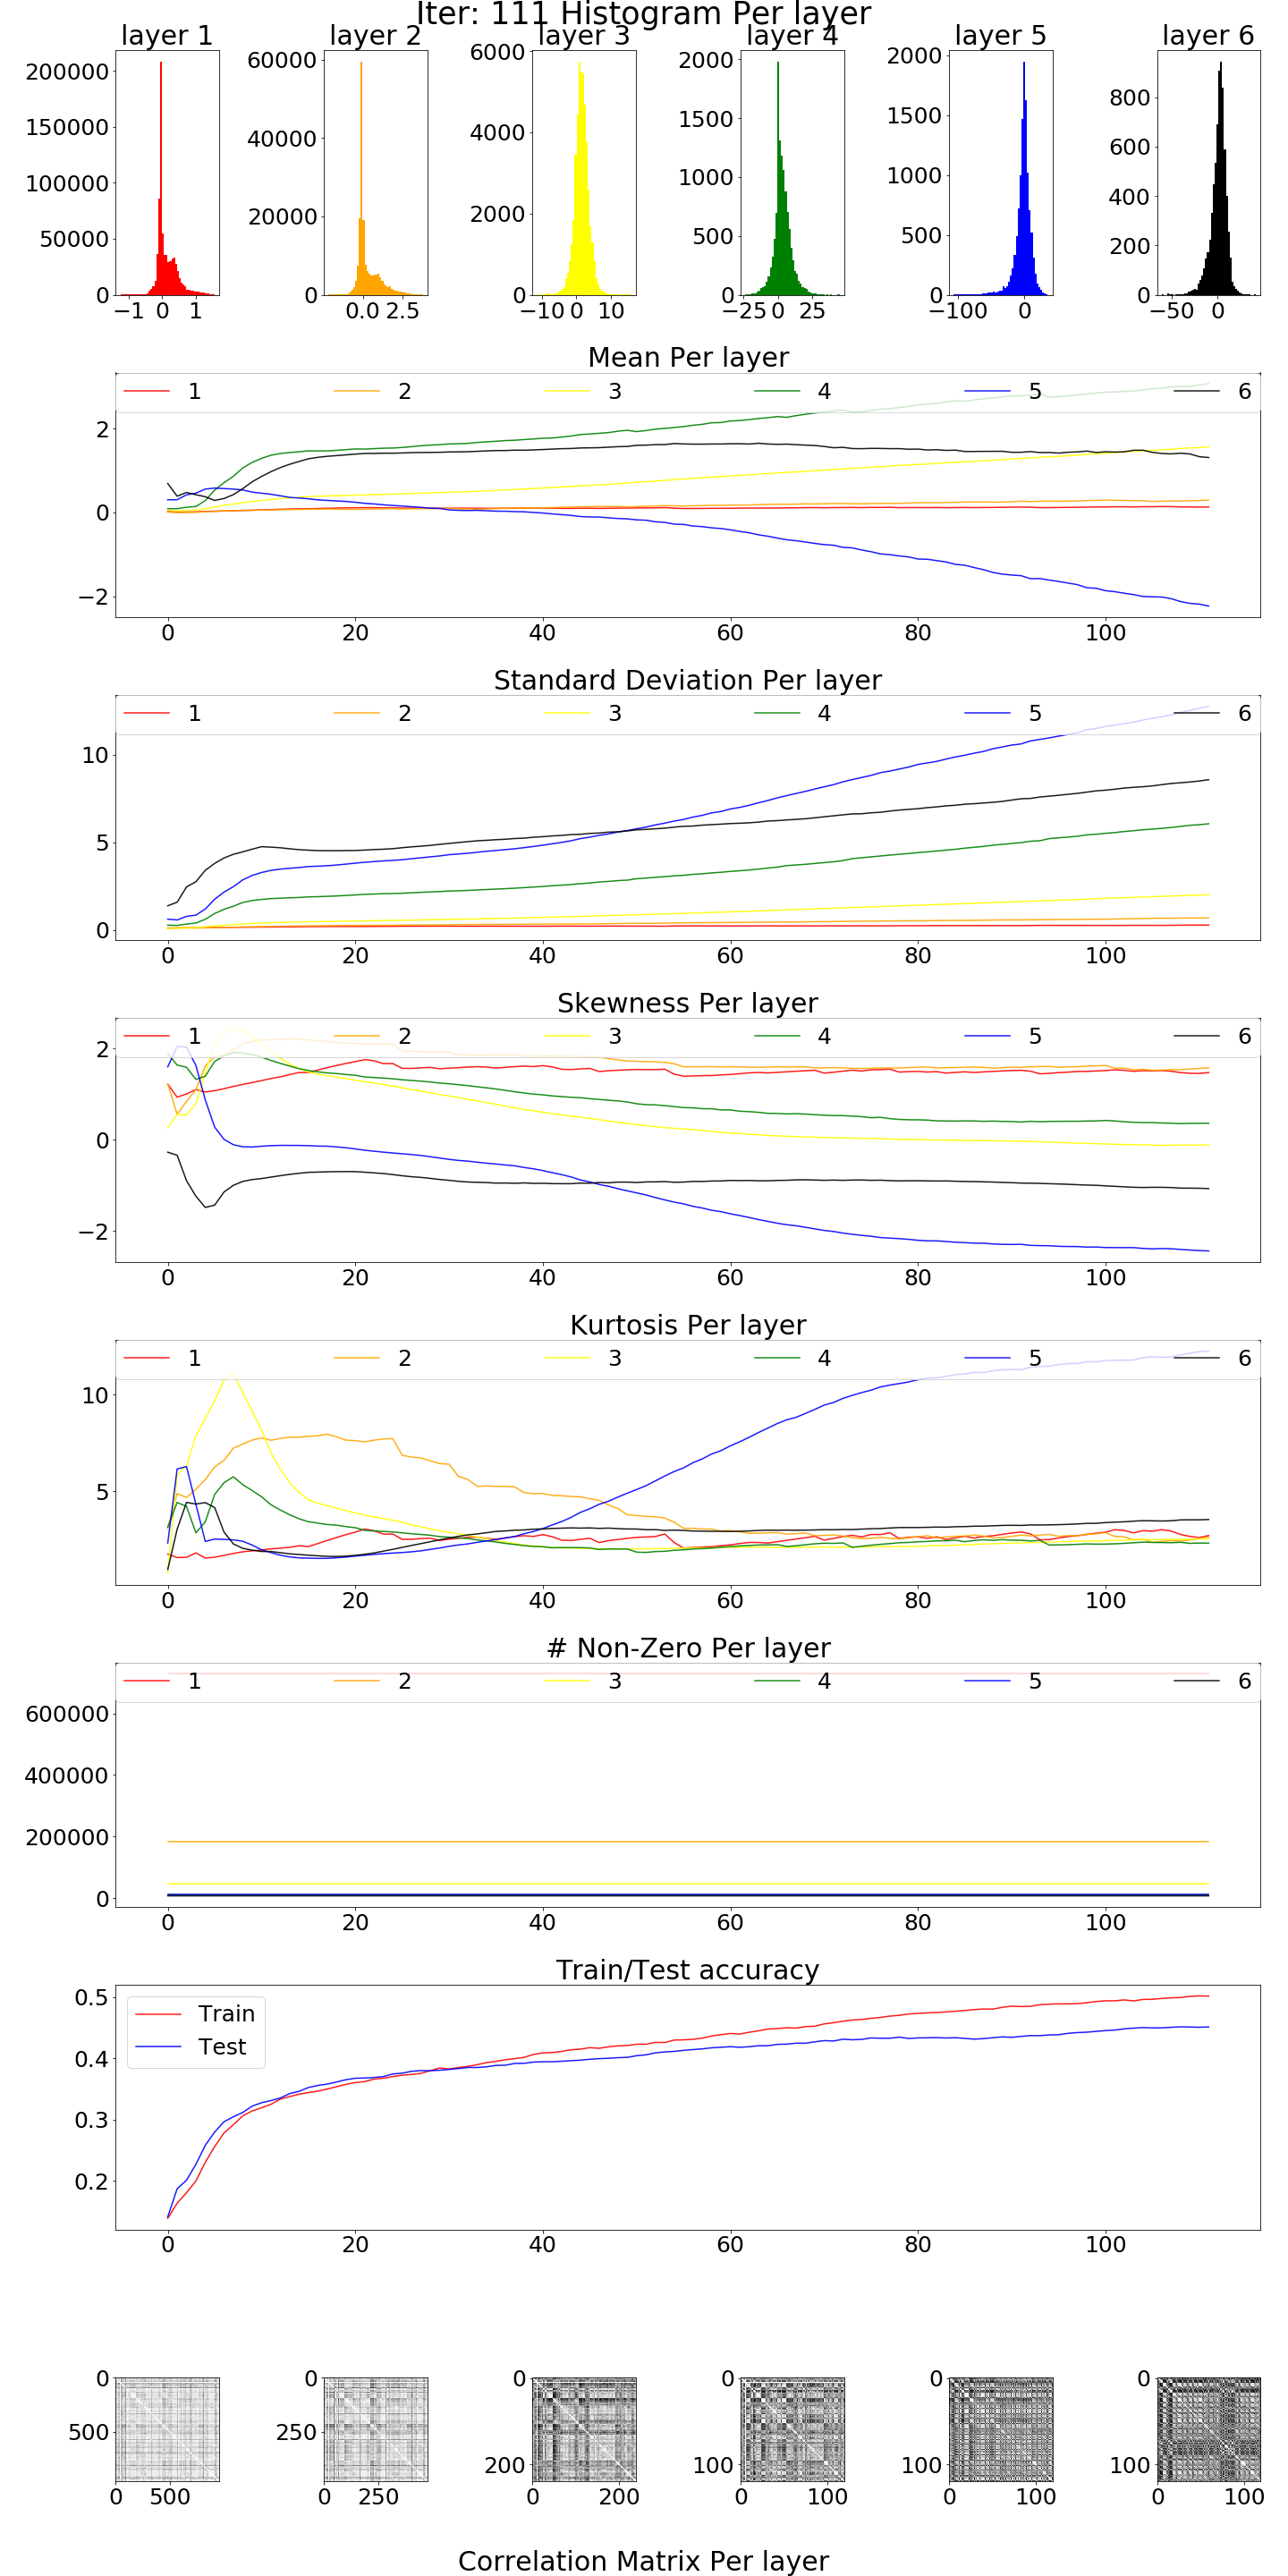 Iter: 111 Histogram Per layer
layer 1 layer 2 layer 3 layer 4 layer 5 layer 6
200000
150000
100000
50000
0
−1 0 1
60000
40000
20000
0
0.0 2.5
6000
4000
2000
0
−10 0 10
2000
1500
1000
500
0
−25 0 25
2000
1500
1000
500
0
−100 0
800
600
400
200
0
−50 0
Mean Per layer
1 2 3 4 5 6
2
0
−2
0 20 40 60 80 100
Standard Deviation Per layer
1 2 3 4 5 6
10
5
0
0 20 40 60 80 100
Skewness Per layer
1 2 3 4 5 6
2
0
−2
0 20 40 60 80 100
Kurtosis Per layer
1 2 3 4 5 6
10
5
0 20 40 60 80 100
# Non-Zero Per layer
1 2 3 4 5 6
600000
400000
200000
0
0 20 40 60 80 100
Train/Test accuracy
Train
Test
0.5
0.4
0.3
0.2
0 20 40 60 80 100
0
500
0 500
0
250
0 250
0
200
0 200
0
100
0 100
0
100
0 100
0
100
0 100
Correlation Matrix Per layer